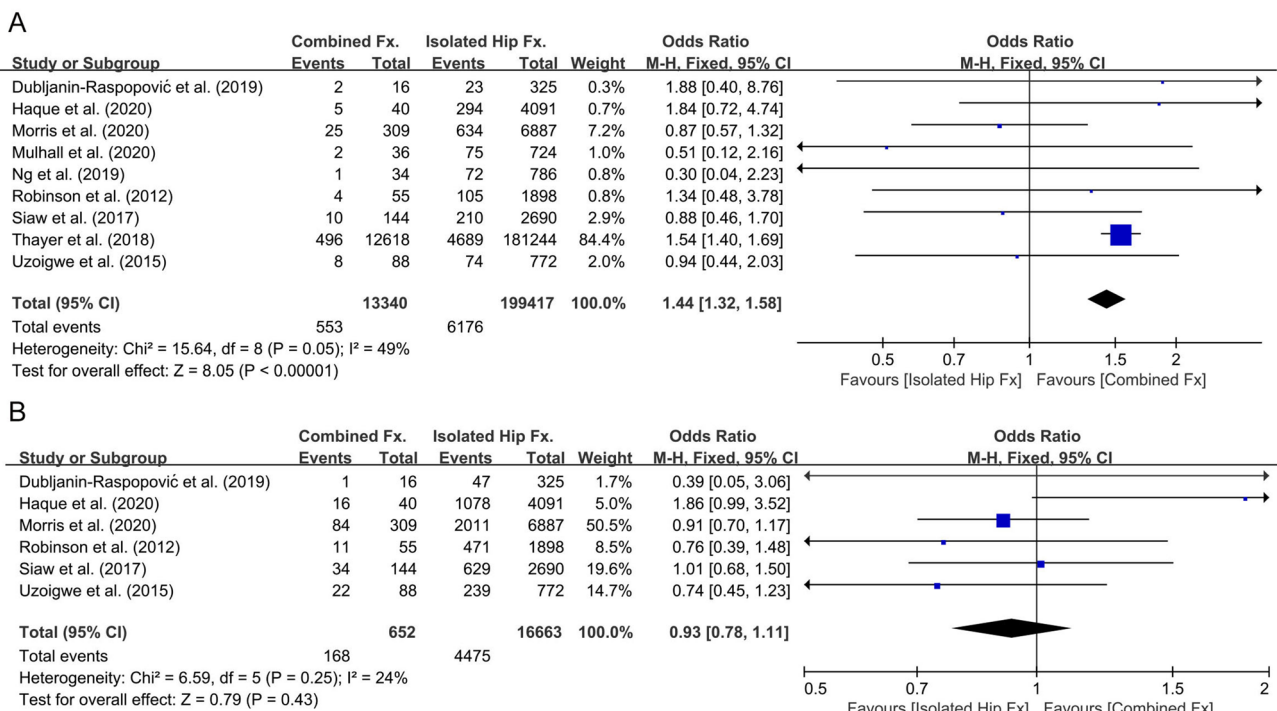 A
Combined Fx. Isolated Hip Fx. Odds Ratio Odds Ratio
Study or Subgroup Events Total Events Total Weight M-H, Fixed, 95% CI M-H, Fixed, 95% CI
Dubljanin-Raspopović et al. (2019) 2 16 23 325 0.3% 1.88 [0.40, 8.76]
Haque et al. (2020) 5 40 294 4091 0.7% 1.84 [0.72, 4.74]
Morris et al. (2020) 25 309 634 6887 7.2% 0.87 [0.57, 1.32]
Mulhall et al. (2020) 2 36 75 724 1.0% 0.51 [0.12, 2.16]
Ng et al. (2019) 1 34 72 786 0.8% 0.30 [0.04, 2.23]
Robinson et al. (2012) 4 55 105 1898 0.8% 1.34 [0.48, 3.78]
Siaw et al. (2017) 10 144 210 2690 2.9% 0.88 [0.46, 1.70]
Thayer et al. (2018) 496 12618 4689 181244 84.4% 1.54 [1.40, 1.69]
Uzoigwe et al. (2015) 8 88 74 772 2.0% 0.94 [0.44, 2.03]
Total (95% CI) 13340 199417 100.0% 1.44 [1.32, 1.58]
Total events 553 6176
Heterogeneity: Chi² = 15.64, df = 8 (P = 0.05); I² = 49%
Test for overall effect: Z = 8.05 (P < 0.00001)
0.5 0.7 1 1.5 2
Favours [Isolated Hip Fx] Favours [Combined Fx]
B
Combined Fx. Isolated Hip Fx. Odds Ratio Odds Ratio
Study or Subgroup Events Total Events Total Weight M-H, Fixed, 95% CI M-H, Fixed, 95% CI
Dubljanin-Raspopović et al. (2019) 1 16 47 325 1.7% 0.39 [0.05, 3.06]
Haque et al. (2020) 16 40 1078 4091 5.0% 1.86 [0.99, 3.52]
Morris et al. (2020) 84 309 2011 6887 50.5% 0.91 [0.70, 1.17]
Robinson et al. (2012) 11 55 471 1898 8.5% 0.76 [0.39, 1.48]
Siaw et al. (2017) 34 144 629 2690 19.6% 1.01 [0.68, 1.50]
Uzoigwe et al. (2015) 22 88 239 772 14.7% 0.74 [0.45, 1.23]
Total (95% CI) 652 16663 100.0% 0.93 [0.78, 1.11]
Total events 168 4475
Heterogeneity: Chi² = 6.59, df = 5 (P = 0.25); I² = 24%
Test for overall effect: Z = 0.79 (P = 0.43)
0.5 0.7 1 1.5 2
Favours [Isolated Hip Fx] Favours [Combined Fx]